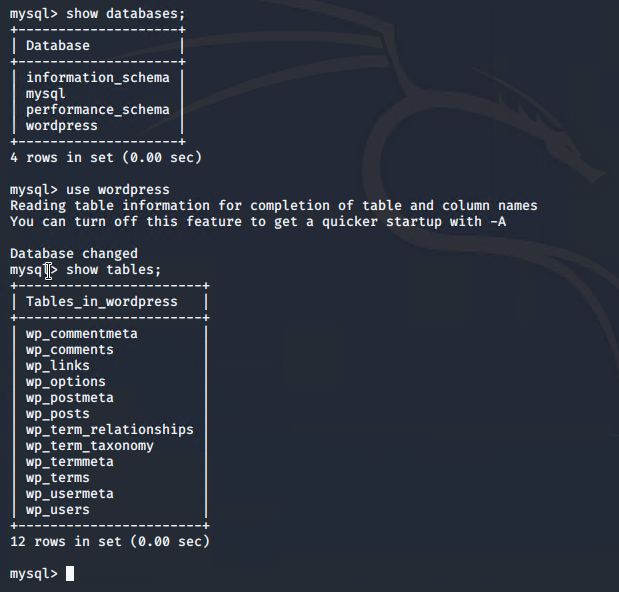 mysql> show databases;
+--------------------+
| Database           |
+--------------------+
| information_schema |
| mysql              |
| performance_schema |
| wordpress          |
+--------------------+
4 rows in set (0.00 sec)
mysql> use wordpress
Reading table information for completion of table and column names
You can turn off this feature to get a quicker startup with -A
Database changed
mysql> show tables;
+-----------------------+
| Tables_in_wordpress   |
+-----------------------+
| wp_commentmeta        |
| wp_comments           |
| wp_links              |
| wp_options            |
| wp_postmeta           |
| wp_posts              |
| wp_term_relationships |
| wp_term_taxonomy      |
| wp_termmeta           |
| wp_terms              |
| wp_usermeta           |
| wp_users              |
+-----------------------+
12 rows in set (0.00 sec)
mysql>